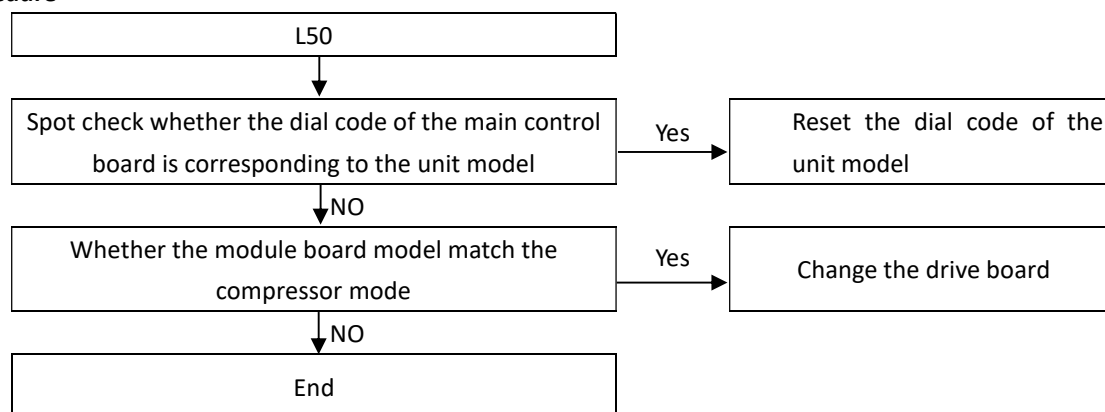 L50
Spot check whether the dial code of the main control
board is corresponding to the unit model
Yes
Reset the dial code of the
unit model
NO
Whether the module board model match the
compressor mode
Yes
Change the drive board
NO
End